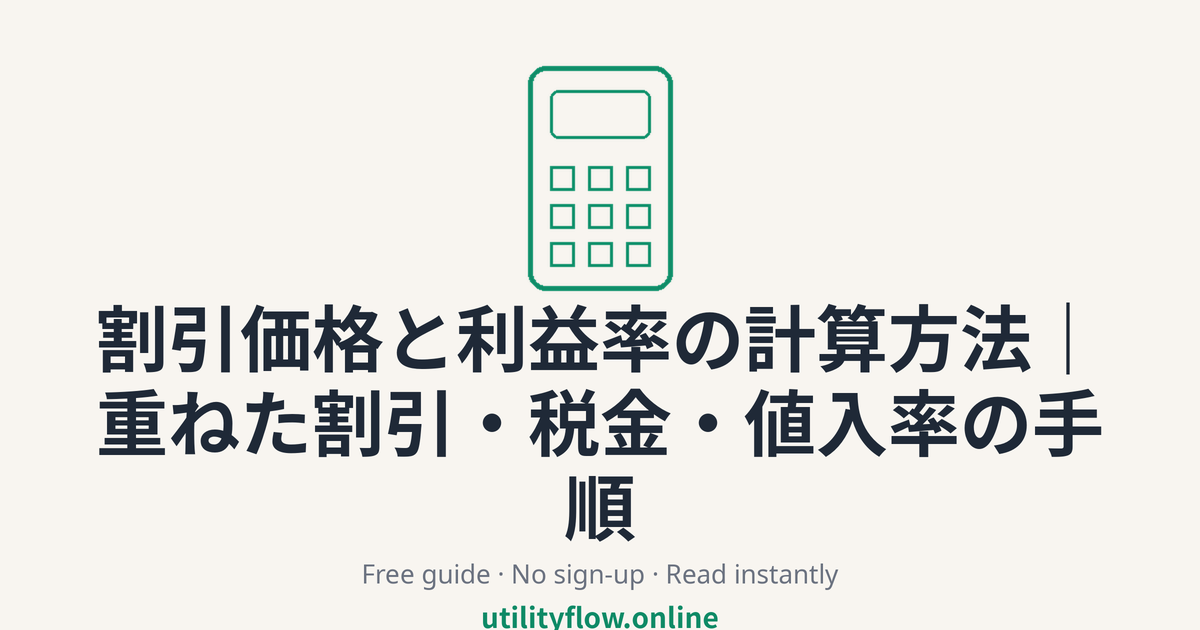 割引価格と利益率の計算方法｜
重ねた割引・税金・値入率の手
順
Free guide · No sign-up · Read instantly
utilityflow.online